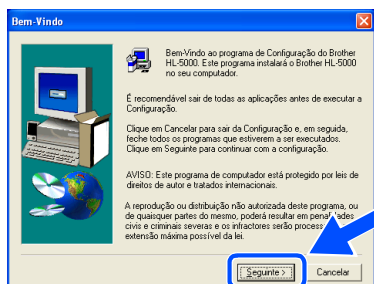 Bem-Vindo
Bem-Vindo ao programa de Configuração do Brother
HL-5000. Este programa instalará o Brother HL-5000
no seu computador.
É recomendável sair de todas as aplicações antes de executar a
Configuração.
Clique em Cancelar para sair da Configuração e, em seguida,
feche todos os programas que estiverem a ser executados.
Clique em Seguinte para continuar com a configuração.
AVISO: Este programa de computador está protegido por leis de
direitos de autor e tratados internacionais.
A reprodução ou distribuição não autorizada deste programa, ou
de quaisquer partes do mesmo, poderá resultar em penalidades
civis e criminais severas e os infractores serão
extensão máxima possível da lei.
Seguinte >
Cancelar